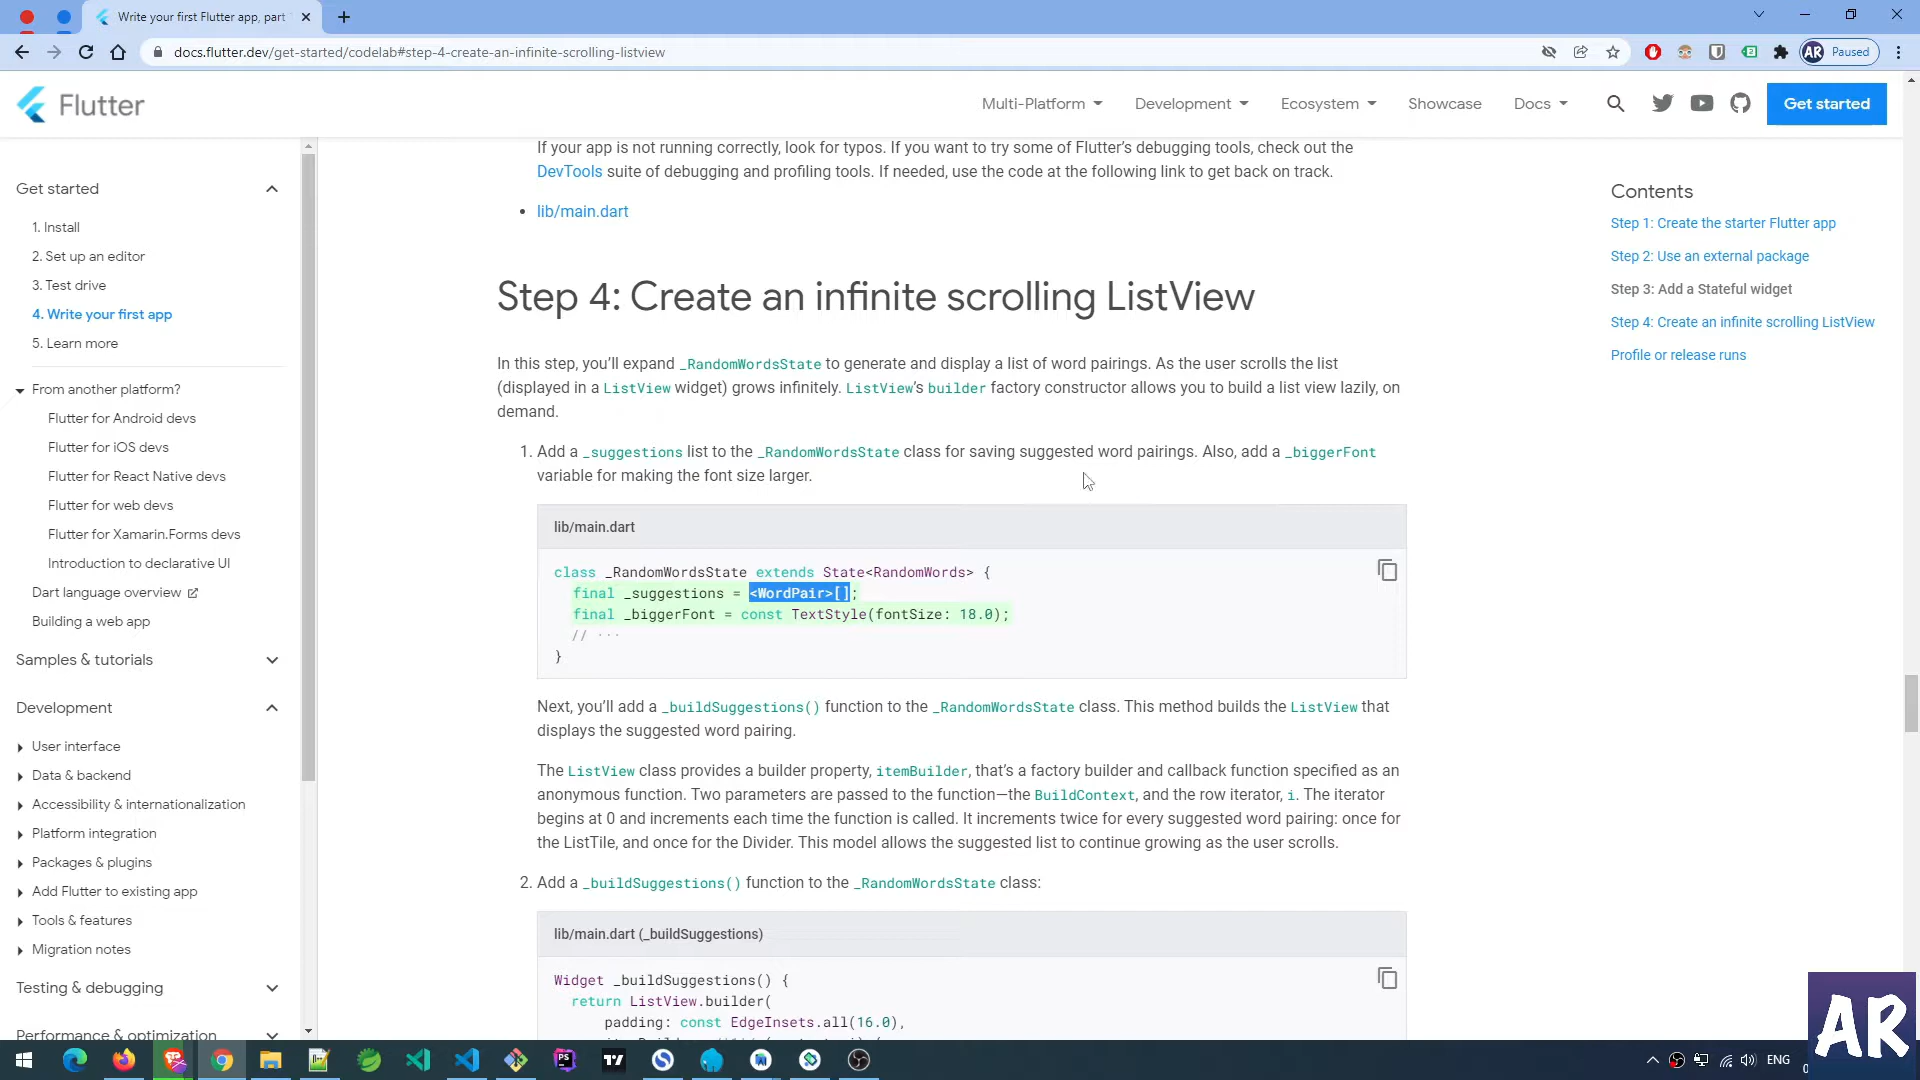 Write your first Flutter app, part
docs.flutter.dev/get-started/codelab#step-4-create-an-infinite-scrolling-listview
AR Paused
Flutter
Multi-Platform
Development
Ecosystem
Showcase
Docs
Get started
Get started
1. Install
2. Set up an editor
3. Test drive
4. Write your first app
5. Learn more
From another platform?
Flutter for Android devs
Flutter for iOS devs
Flutter for React Native devs
Flutter for web devs
Flutter for Xamarin.Forms devs
Introduction to declarative UI
Dart language overview
Building a web app
Samples & tutorials
Development
User interface
Data & backend
Accessibility & internationalization
Platform integration
Packages & plugins
Add Flutter to existing app
Tools & features
Migration notes
Testing & debugging
Performance & optimization
If your app is not running correctly, look for typos. If you want to try some of Flutter’s debugging tools, check out the
DevTools suite of debugging and profiling tools. If needed, use the code at the following link to get back on track.
• lib/main.dart
Step 4: Create an infinite scrolling ListView
In this step, you’ll expand _RandomWordsState to generate and display a list of word pairings. As the user scrolls the list
(displayed in a ListView widget) grows infinitely. ListView’s builder factory constructor allows you to build a list view lazily, on
demand.
1. Add a _suggestions list to the _RandomWordsState class for saving suggested word pairings. Also, add a _biggerFont
variable for making the font size larger.
lib/main.dart
class _RandomWordsState extends State<RandomWords> {
final _suggestions = <WordPair>[];
final _biggerFont = const TextStyle(fontSize: 18.0);
// ···
}
Next, you’ll add a _buildSuggestions() function to the _RandomWordsState class. This method builds the ListView that
displays the suggested word pairing.
The ListView class provides a builder property, itemBuilder, that’s a factory builder and callback function specified as an
anonymous function. Two parameters are passed to the function—the BuildContext, and the row iterator, i. The iterator
begins at 0 and increments each time the function is called. It increments twice for every suggested word pairing: once for
the ListTile, and once for the Divider. This model allows the suggested list to continue growing as the user scrolls.
2. Add a _buildSuggestions() function to the _RandomWordsState class:
lib/main.dart (_buildSuggestions)
Widget _buildSuggestions() {
return ListView.builder(
padding: const EdgeInsets.all(16.0),
Contents
Step 1: Create the starter Flutter app
Step 2: Use an external package
Step 3: Add a Stateful widget
Step 4: Create an infinite scrolling ListView
Profile or release runs
ENG
AR